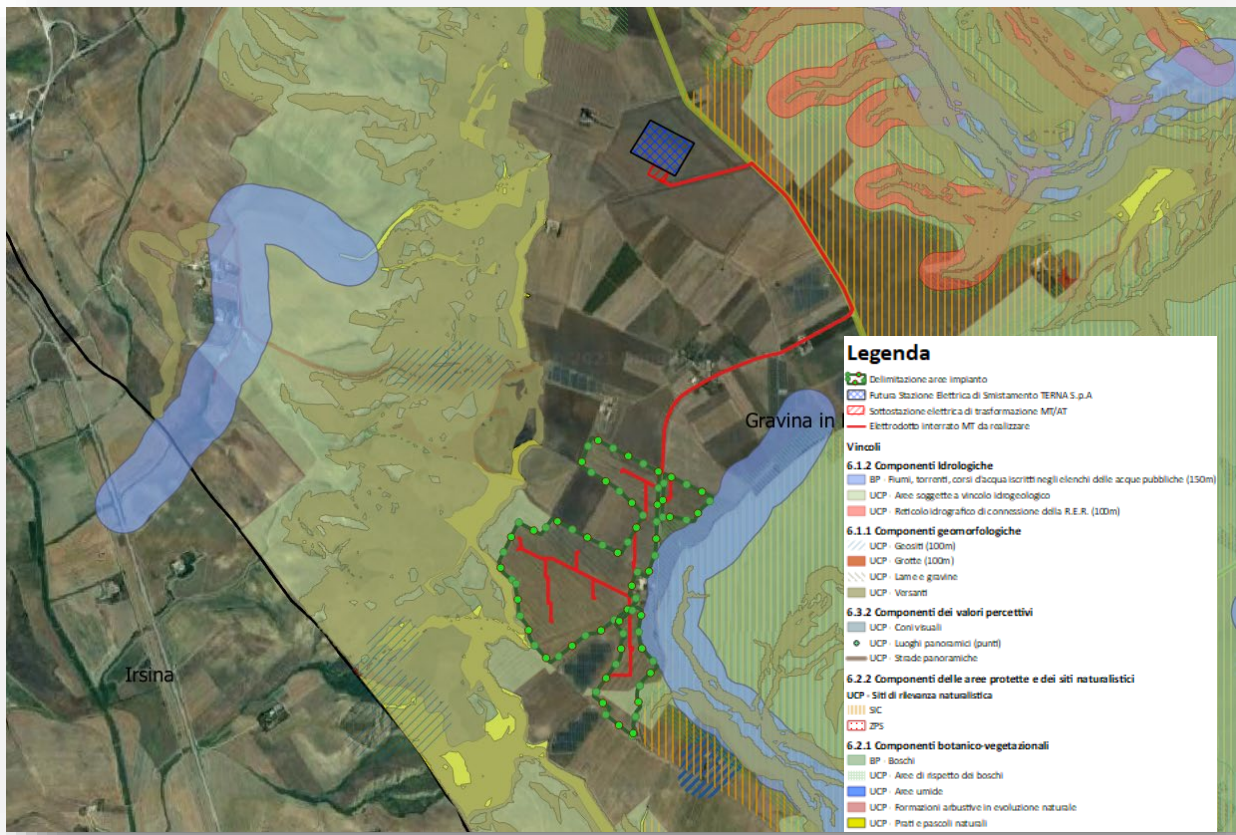 Gravina in
Irsina
Legenda
Delimitazione aree impianto
Futura Stazione Elettrica di Smistamento TERNA S.p.A
Sottostazione elettrica di trasformazione MT/AT
Elettrodotto interrato MT da realizzare
Vincoli
6.1.2 Componenti Idrologiche
BP - Fiumi, torrenti, corsi d'acqua iscritti negli elenchi delle acque pubbliche (150m)
UCP - Aree soggette a vincolo idrogeologico
UCP - Reticolo idrografico di connessione della R.E.R. (100m)
6.1.1 Componenti geomorfologiche
UCP - Geositi (100m)
UCP - Grotte (100m)
UCP - Lame e gravine
UCP - Versanti
6.3.2 Componenti dei valori percettivi
UCP - Coni visuali
UCP - Luoghi panoramici (punti)
UCP - Strade panoramiche
6.2.2 Componenti delle aree protette e dei siti naturalistici
UCP - Siti di rilevanza naturalistica
SIC
ZPS
6.2.1 Componenti botanico-vegetazionali
BP - Boschi
UCP - Aree di rispetto dei boschi
UCP - Aree umide
UCP - Formazioni arbustive in evoluzione naturale
UCP - Prati e pascoli naturali